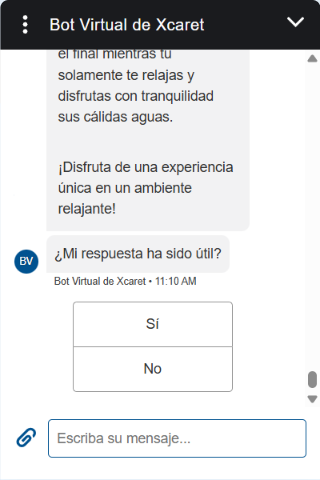 Bot Virtual de Xcaret
el final mientras tu
solamente te relajas y
disfrutas con tranquilidad
sus cálidas aguas.
¡Disfruta de una experiencia
única en un ambiente
relajante!
BV
¿Mi respuesta ha sido útil?
Bot Virtual de Xcaret • 11:10 AM
Sí
No
Escriba su mensaje...